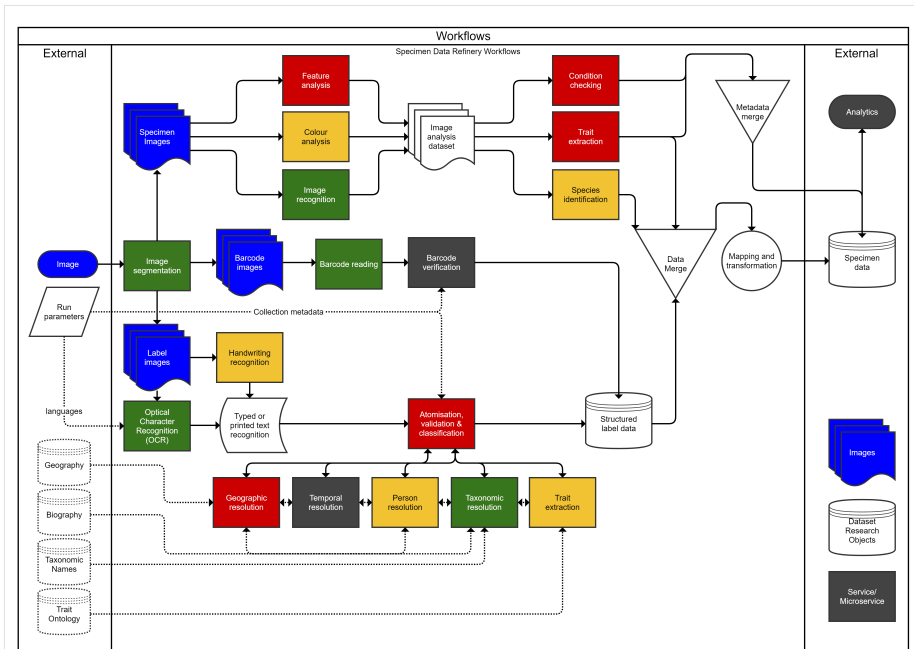 Workflows
External
Specimen Data Refinery Workflows
External
Feature
analysis
Condition
checking
Specimen
Images
Colour
analysis
Image
analysis
dataset
Trait
extraction
Metadata
merge
Analytics
Image
recognition
Species
identification
Image
Image
segmentation
Barcode
images
Barcode reading
Barcode
verification
Data
Merge
Mapping and
transformation
Specimen
data
Run
parameters
Collection metadata
Label
images
Handwriting
recognition
languages
Optical
Character
Recognition
(OCR)
Typed or
printed text
recognition
Atomisation,
validation &
classification
Structured
label data
Images
Geography
Geographic
resolution
Temporal
resolution
Person
resolution
Taxonomic
resolution
Trait
extraction
Biography
Dataset
Research
Objects
Taxonomic
Names
Trait
Ontology
Service/
Microservice